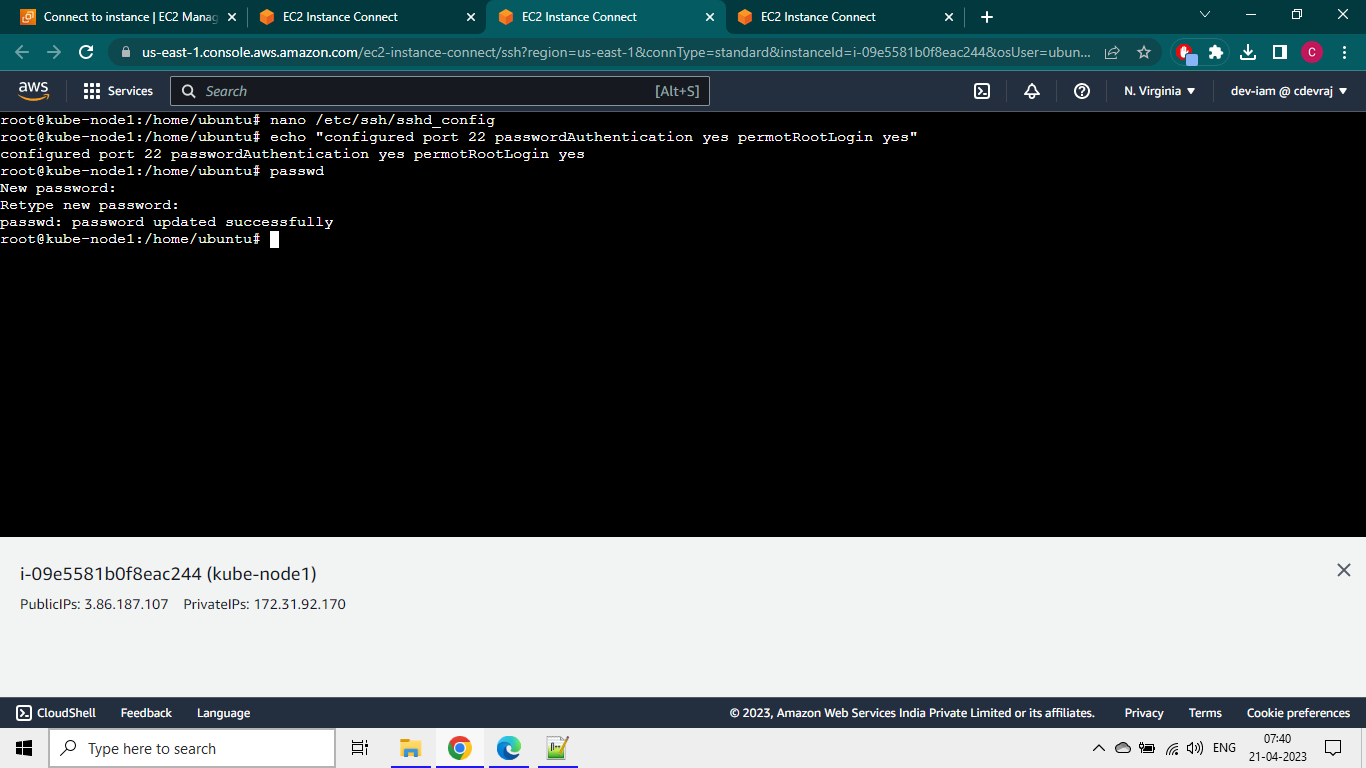 Connect to instance | EC2 Manag
EC2 Instance Connect
EC2 Instance Connect
EC2 Instance Connect
us-east-1.console.aws.amazon.com/ec2-instance-connect/ssh?region=us-east-1&connType=standard&instanceId=i-09e5581b0f8eac244&osUser=ubun...
C
aws
Services
Search
[Alt+S]
N. Virginia
dev-iam @ cdevraj
root@kube-node1:/home/ubuntu# nano /etc/ssh/sshd_config
root@kube-node1:/home/ubuntu# echo "configured port 22 passwordAuthentication yes permotRootLogin yes"
configured port 22 passwordAuthentication yes permotRootLogin yes
root@kube-node1:/home/ubuntu# passwd
New password:
Retype new password:
passwd: password updated successfully
root@kube-node1:/home/ubuntu#
i-09e5581b0f8eac244 (kube-node1)
PublicIPs: 3.86.187.107 PrivateIPs: 172.31.92.170
CloudShell
Feedback
Language
© 2023, Amazon Web Services India Private Limited or its affiliates.
Privacy
Terms
Cookie preferences
Type here to search
ENG
07:40
21-04-2023